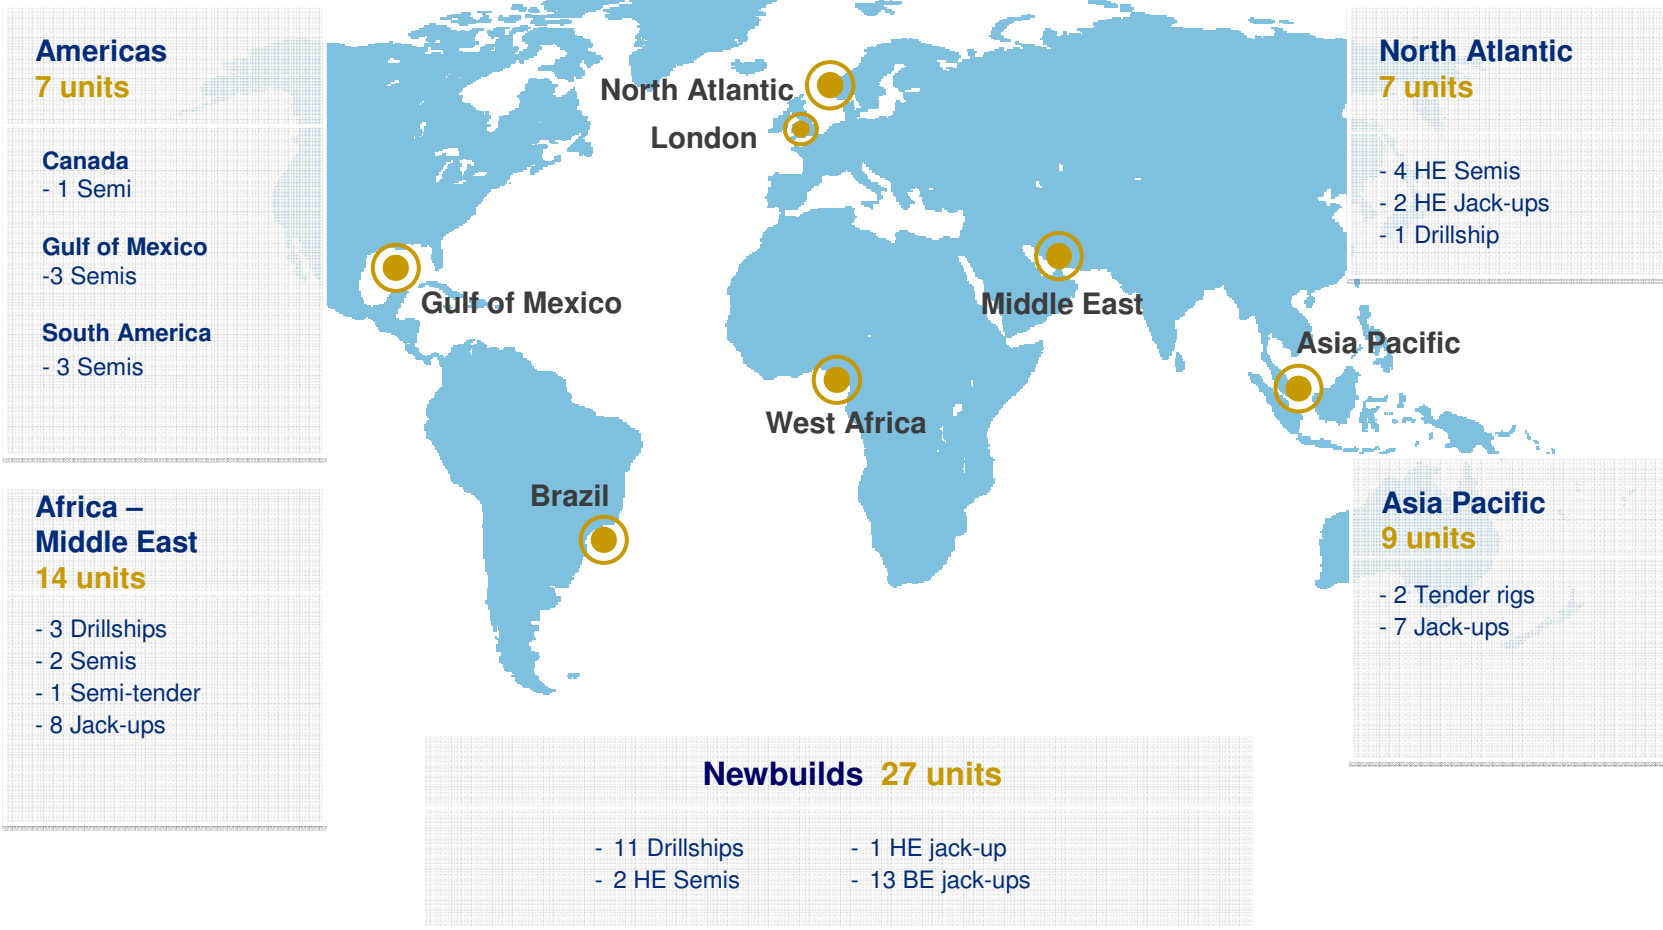 Americas
7 units
Canada
- 1 Semi
Gulf of Mexico
-3 Semis
South America
- 3 Semis
Africa –
Middle East
14 units
- 3 Drillships
- 2 Semis
- 1 Semi-tender
- 8 Jack-ups
North Atlantic
London
Gulf of Mexico
Middle East
Asia Pacific
West Africa
Brazil
North Atlantic
7 units
- 4 HE Semis
- 2 HE Jack-ups
- 1 Drillship
Asia Pacific
9 units
- 2 Tender rigs
- 7 Jack-ups
Newbuilds 27 units
- 11 Drillships
- 2 HE Semis
- 1 HE jack-up
- 13 BE jack-ups